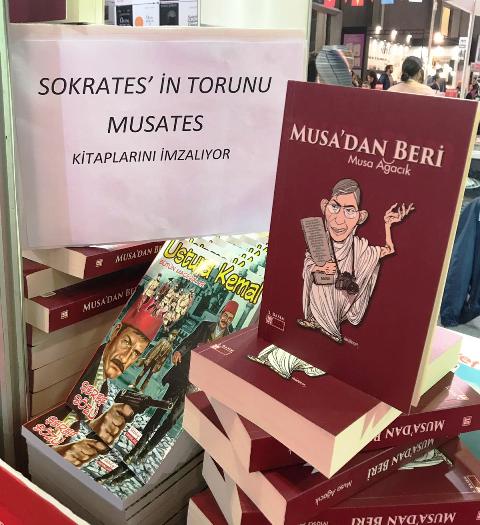 SOKRATES' İN TORUNU
MUSATES
KİTAPLARINI İMZALIYOR
MUSA'DAN BERİ
Musa Ağacık
MUSA'DAN BERİ
MUSA'DAN BERİ
Ustura Kemal
MUSA'DAN BERİ
MUSA'DAN BERİ
Musa Ağacık
MUSA'DAN BERİ